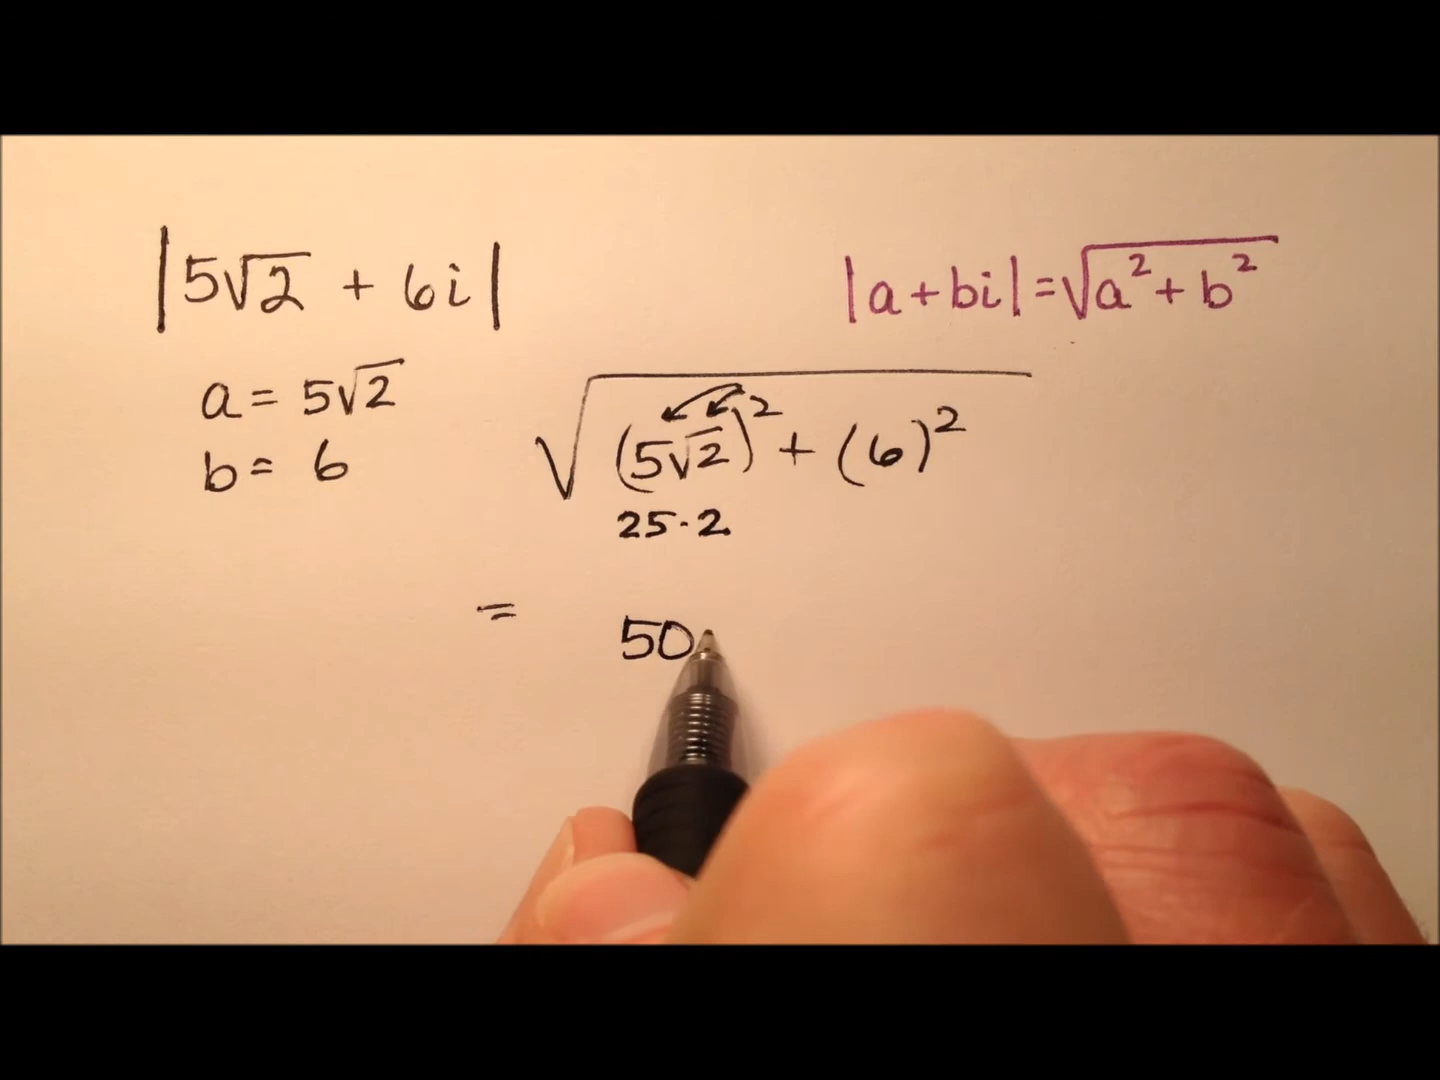 |5√2 + 6i|
|a+bi|=√a²+b²
a = 5√2
b = 6
√(5√2)² + (6)²
25·2
= 50